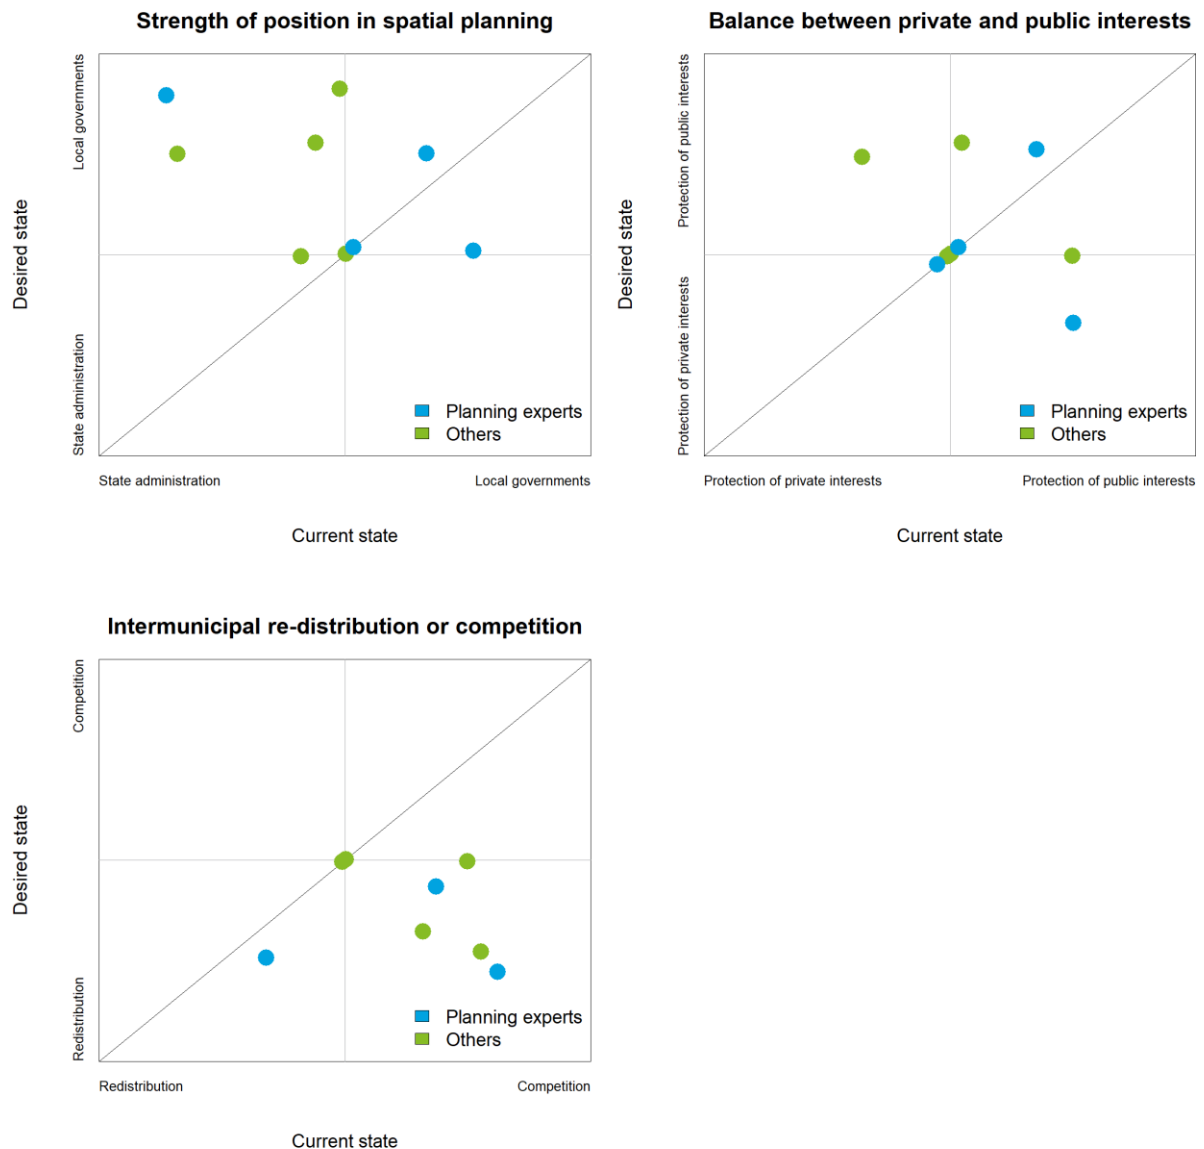 Strength of position in spatial planning
Desired state
Local governments
State administration
Planning experts
Others
State administration
Local governments
Current state
Balance between private and public interests
Desired state
Protection of public interests
Protection of private interests
Planning experts
Others
Protection of private interests
Protection of public interests
Current state
Intermunicipal re-distribution or competition
Desired state
Competition
Redistribution
Planning experts
Others
Redistribution
Competition
Current state